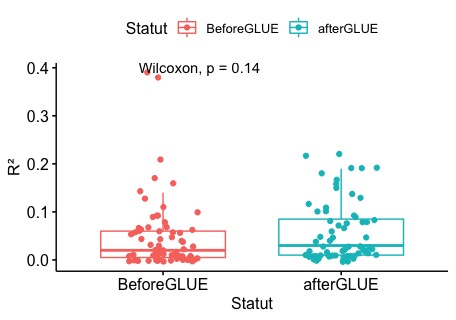 Statut BeforeGLUE afterGLUE
Wilcoxon, p = 0.14
0.4
0.3
0.2
0.1
0.0
R²
BeforeGLUE afterGLUE
Statut